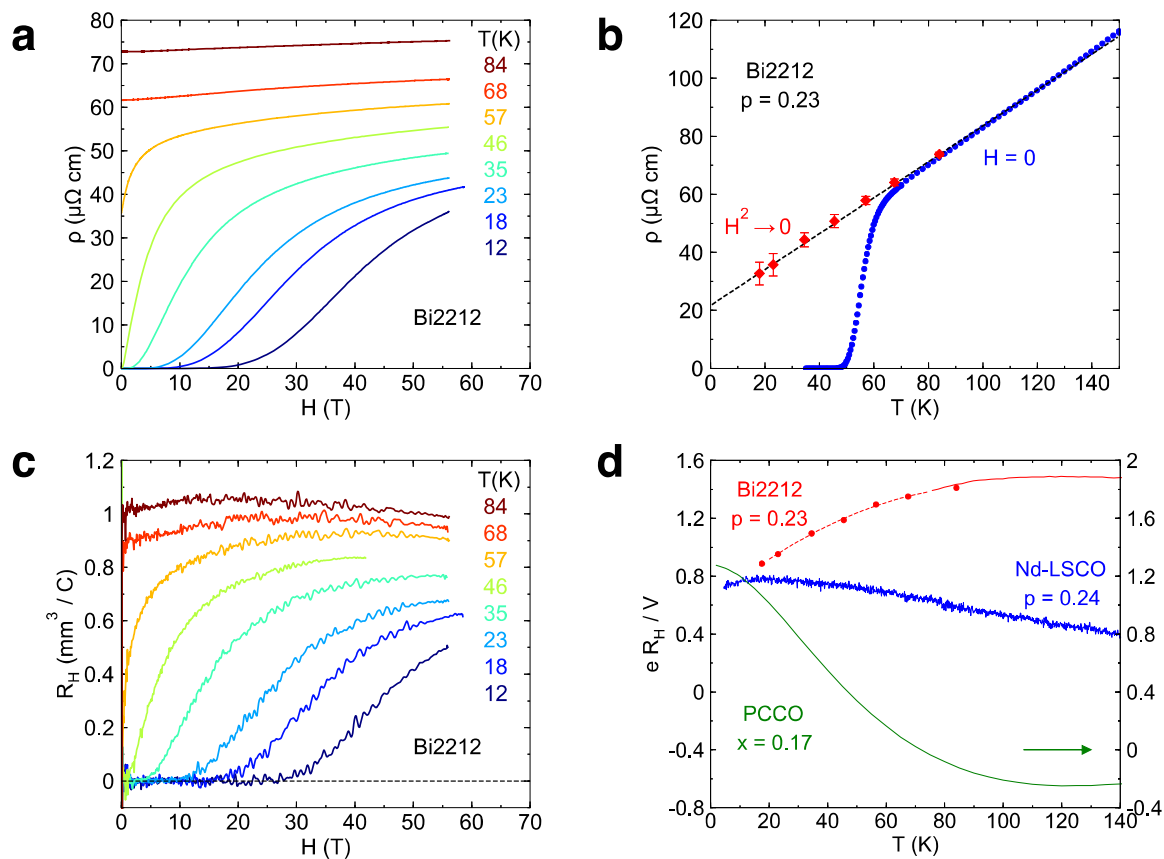 a
80
70
60
50
40
30
20
10
0
ρ (μΩ cm)
0 10 20 30 40 50 60 70
H (T)
T(K)
84
68
57
46
35
23
18
12
Bi2212
b
120
100
80
60
40
20
0
ρ (μΩ cm)
0 20 40 60 80 100 120 140
T (K)
Bi2212
p = 0.23
H = 0
H² → 0
c
1.2
1
0.8
0.6
0.4
0.2
0
R_H (mm³ / C)
0 10 20 30 40 50 60 70
H (T)
T(K)
84
68
57
46
35
23
18
12
Bi2212
d
1.6
1.2
0.8
0.4
0
-0.4
-0.8
e R_H / V
0 20 40 60 80 100 120 140
T (K)
2
1.6
1.2
0.8
0.4
0
-0.4
Bi2212
p = 0.23
Nd-LSCO
p = 0.24
PCCO
x = 0.17